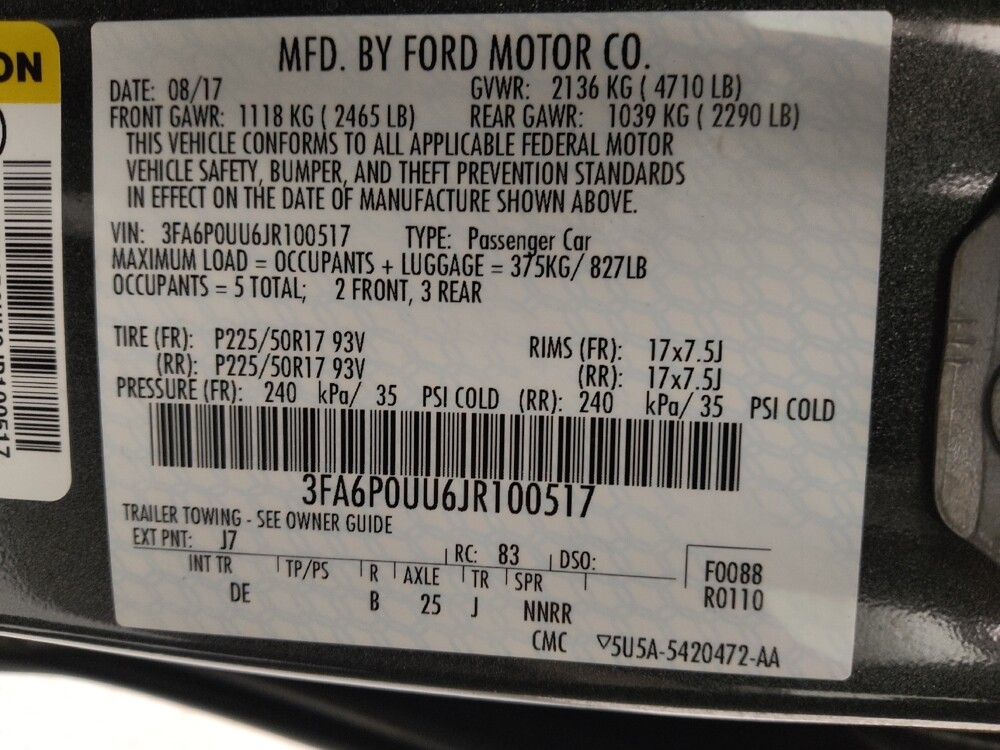 ON
MFD. BY FORD MOTOR CO.
DATE: 08/17 GVWR: 2136 KG ( 4710 LB)
FRONT GAWR: 1118 KG ( 2465 LB) REAR GAWR: 1039 KG ( 2290 LB)
THIS VEHICLE CONFORMS TO ALL APPLICABLE FEDERAL MOTOR
VEHICLE SAFETY, BUMPER, AND THEFT PREVENTION STANDARDS
IN EFFECT ON THE DATE OF MANUFACTURE SHOWN ABOVE.
VIN: 3FA6P0UU6JR100517 TYPE: Passenger Car
MAXIMUM LOAD = OCCUPANTS + LUGGAGE = 375KG/ 827LB
OCCUPANTS = 5 TOTAL; 2 FRONT, 3 REAR
TIRE (FR): P225/50R17 93V RIMS (FR): 17x7.5J
(RR): P225/50R17 93V (RR): 17x7.5J
PRESSURE (FR): 240 kPa/ 35 PSI COLD (RR): 240 kPa/ 35 PSI COLD
3FA6P0UU6JR100517
TRAILER TOWING - SEE OWNER GUIDE
EXT PNT: J7 RC: 83 DSO:
INT TR TP/PS R AXLE TR SPR F0088
DE B 25 J NNRR R0110
CMC ▽5U5A-5420472-AA